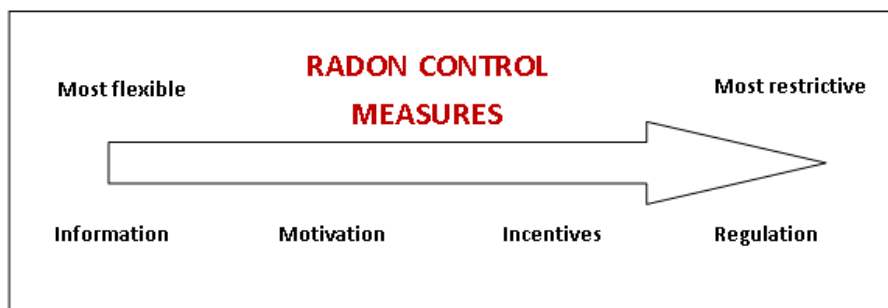 RADON CONTROL
MEASURES
Most flexible
Most restrictive
Information Motivation Incentives Regulation